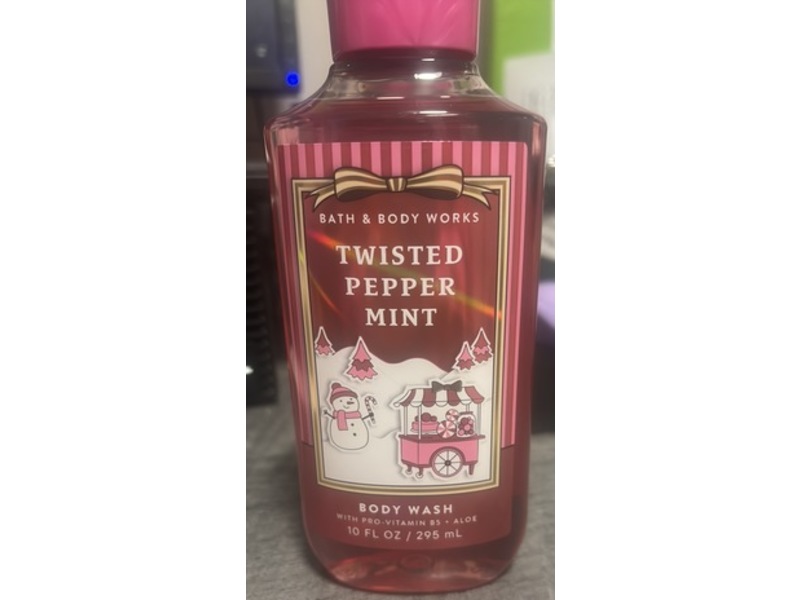 BATH & BODY WORKS
TWISTED
PEPPER
MINT
BODY WASH
WITH PRO-VITAMIN B5 • ALOE
10 FL OZ / 295 mL